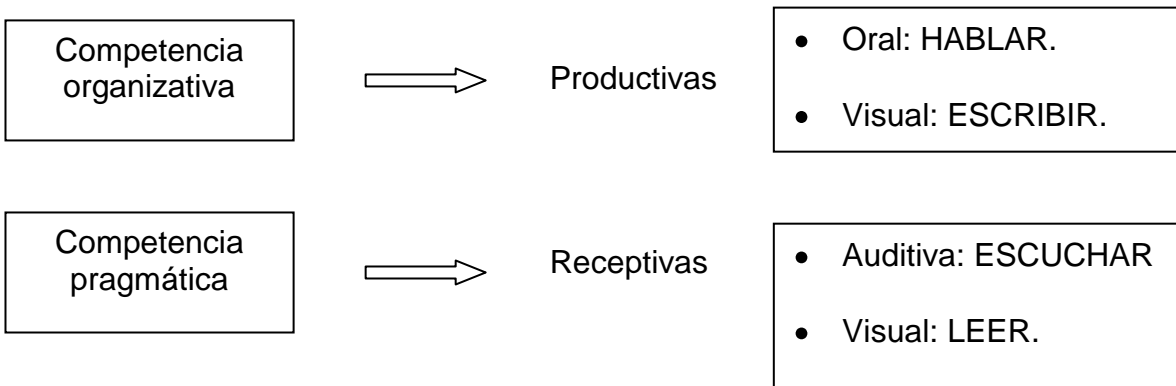 Competencia
organizativa
Productivas
• Oral: HABLAR.
• Visual: ESCRIBIR.
Competencia
pragmática
Receptivas
• Auditiva: ESCUCHAR
• Visual: LEER.